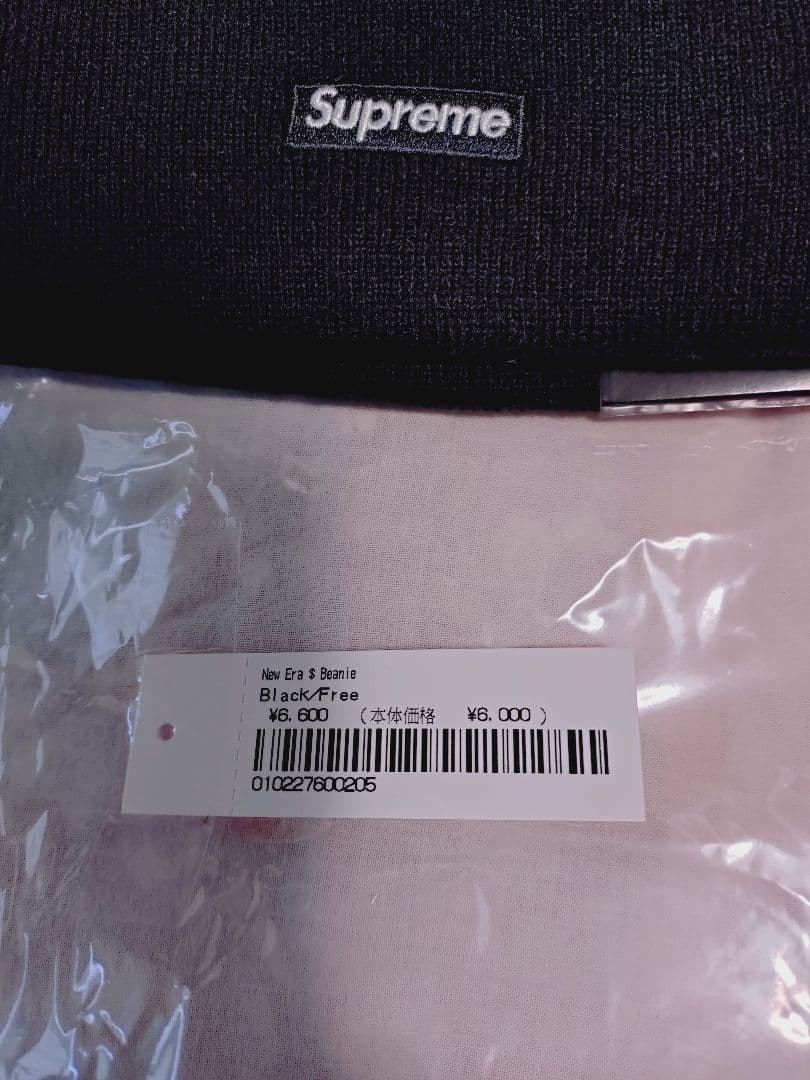 Supreme
New Era $ Beanie
Black/Free
¥6,600 (本体価格 ¥6,000 )
010227600205